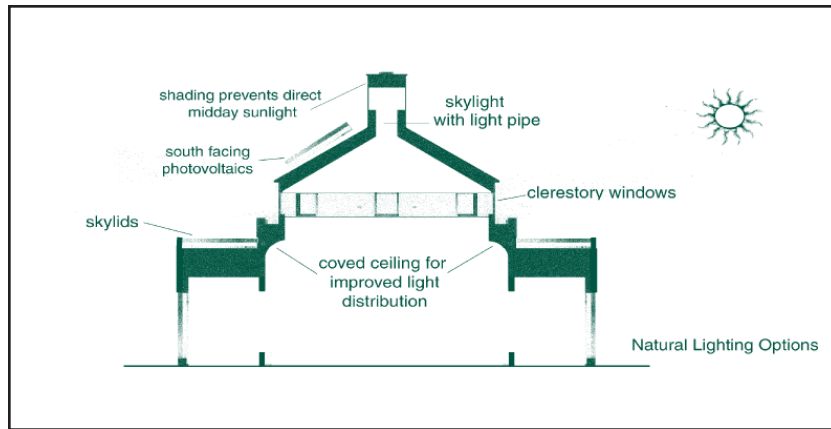 shading prevents direct
midday sunlight
skylight
with light pipe
south facing
photovoltaics
clerestory windows
skylids
coved ceiling for
improved light
distribution
Natural Lighting Options